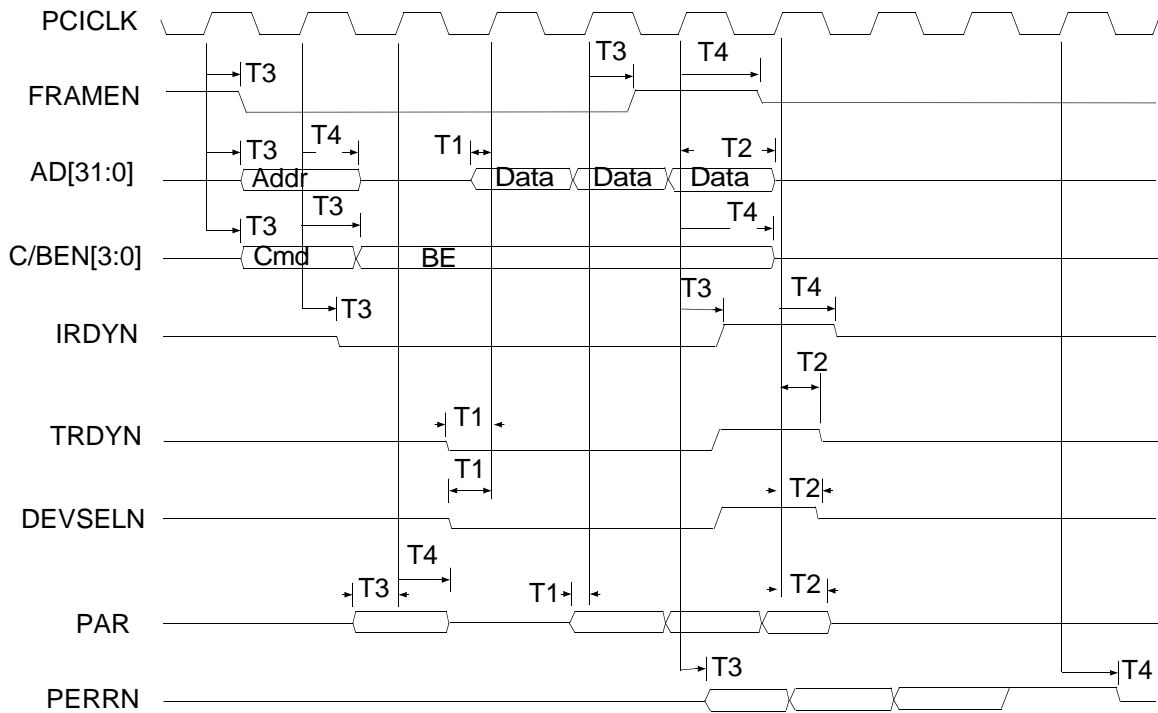 PCICLK
T3 T3 T4
FRAMEN
T3 T4 T1 T2
AD[31:0] Addr Data Data Data
T3 T3 T4
C/BEN[3:0] Cmd BE
T3 T3 T4
IRDYN
T2
T1
TRDYN
T1 T2
DEVSELN
T4
T3 T1 T2
PAR
T3 T4
PERRN